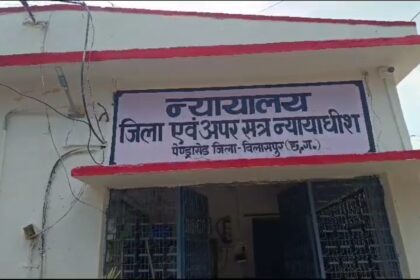 न्यायालय
जिला एवं अपर सत्र न्यायाधीश
पेण्ड्रारोड जिला-विलासपुर (छ.ग.)